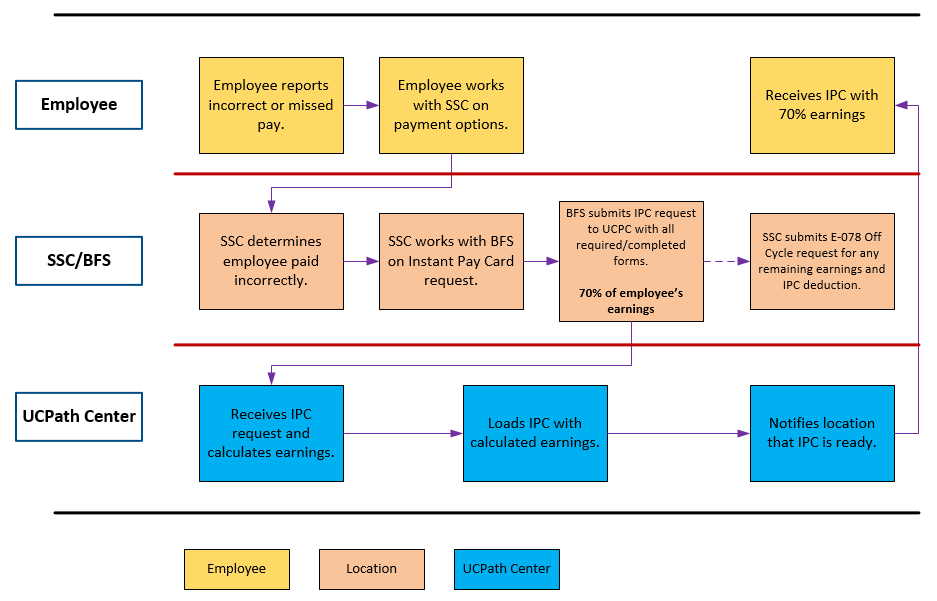 Employee
Employee reports
incorrect or missed
pay.
Employee works
with SSC on
payment options.
Receives IPC with
70% earnings
SSC/BFS
SSC determines
employee paid
incorrectly.
SSC works with BFS
on Instant Pay Card
request.
BFS submits IPC request
to UCPC with all
required/completed
forms.
70% of employee's
earnings
SSC submits E-078 Off
Cycle request for any
remaining earnings and
IPC deduction.
UCPath Center
Receives IPC
request and
calculates earnings.
Loads IPC with
calculated earnings.
Notifies location
that IPC is ready.
Employee
Location
UCPath Center